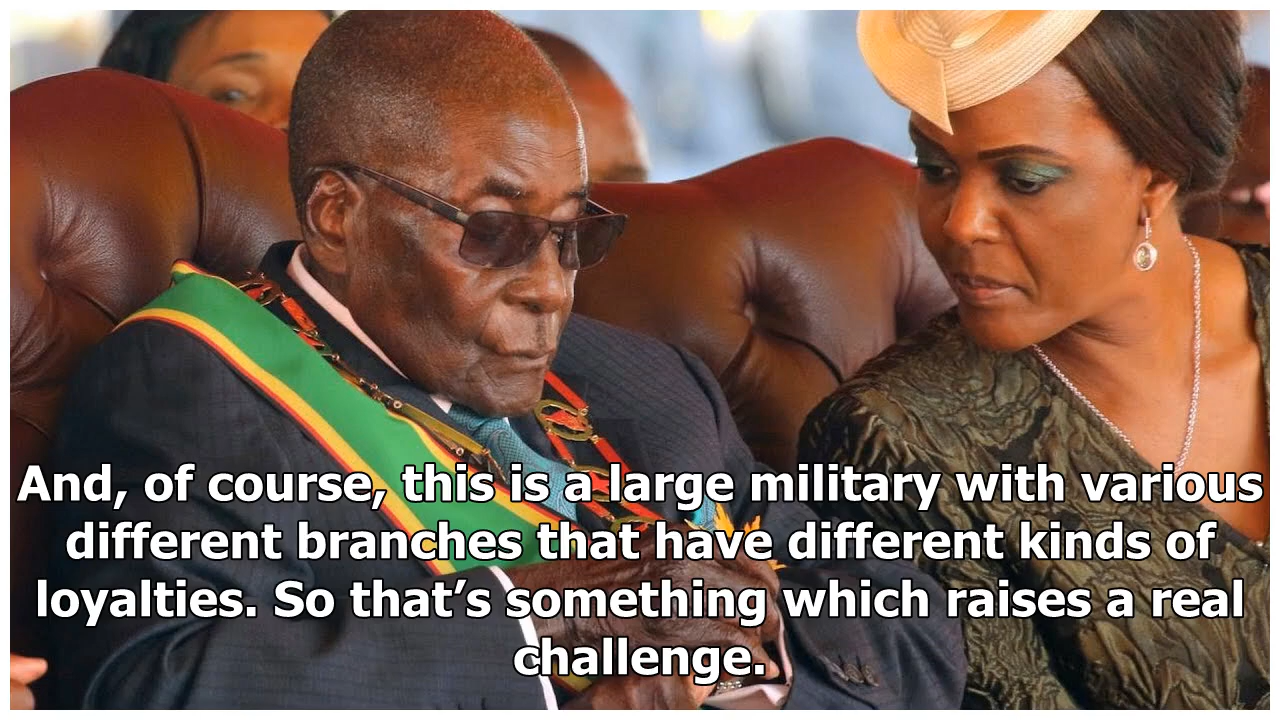 And, of course, this is a large military with various
different branches that have different kinds of
loyalties. So that’s something which raises a real
challenge.